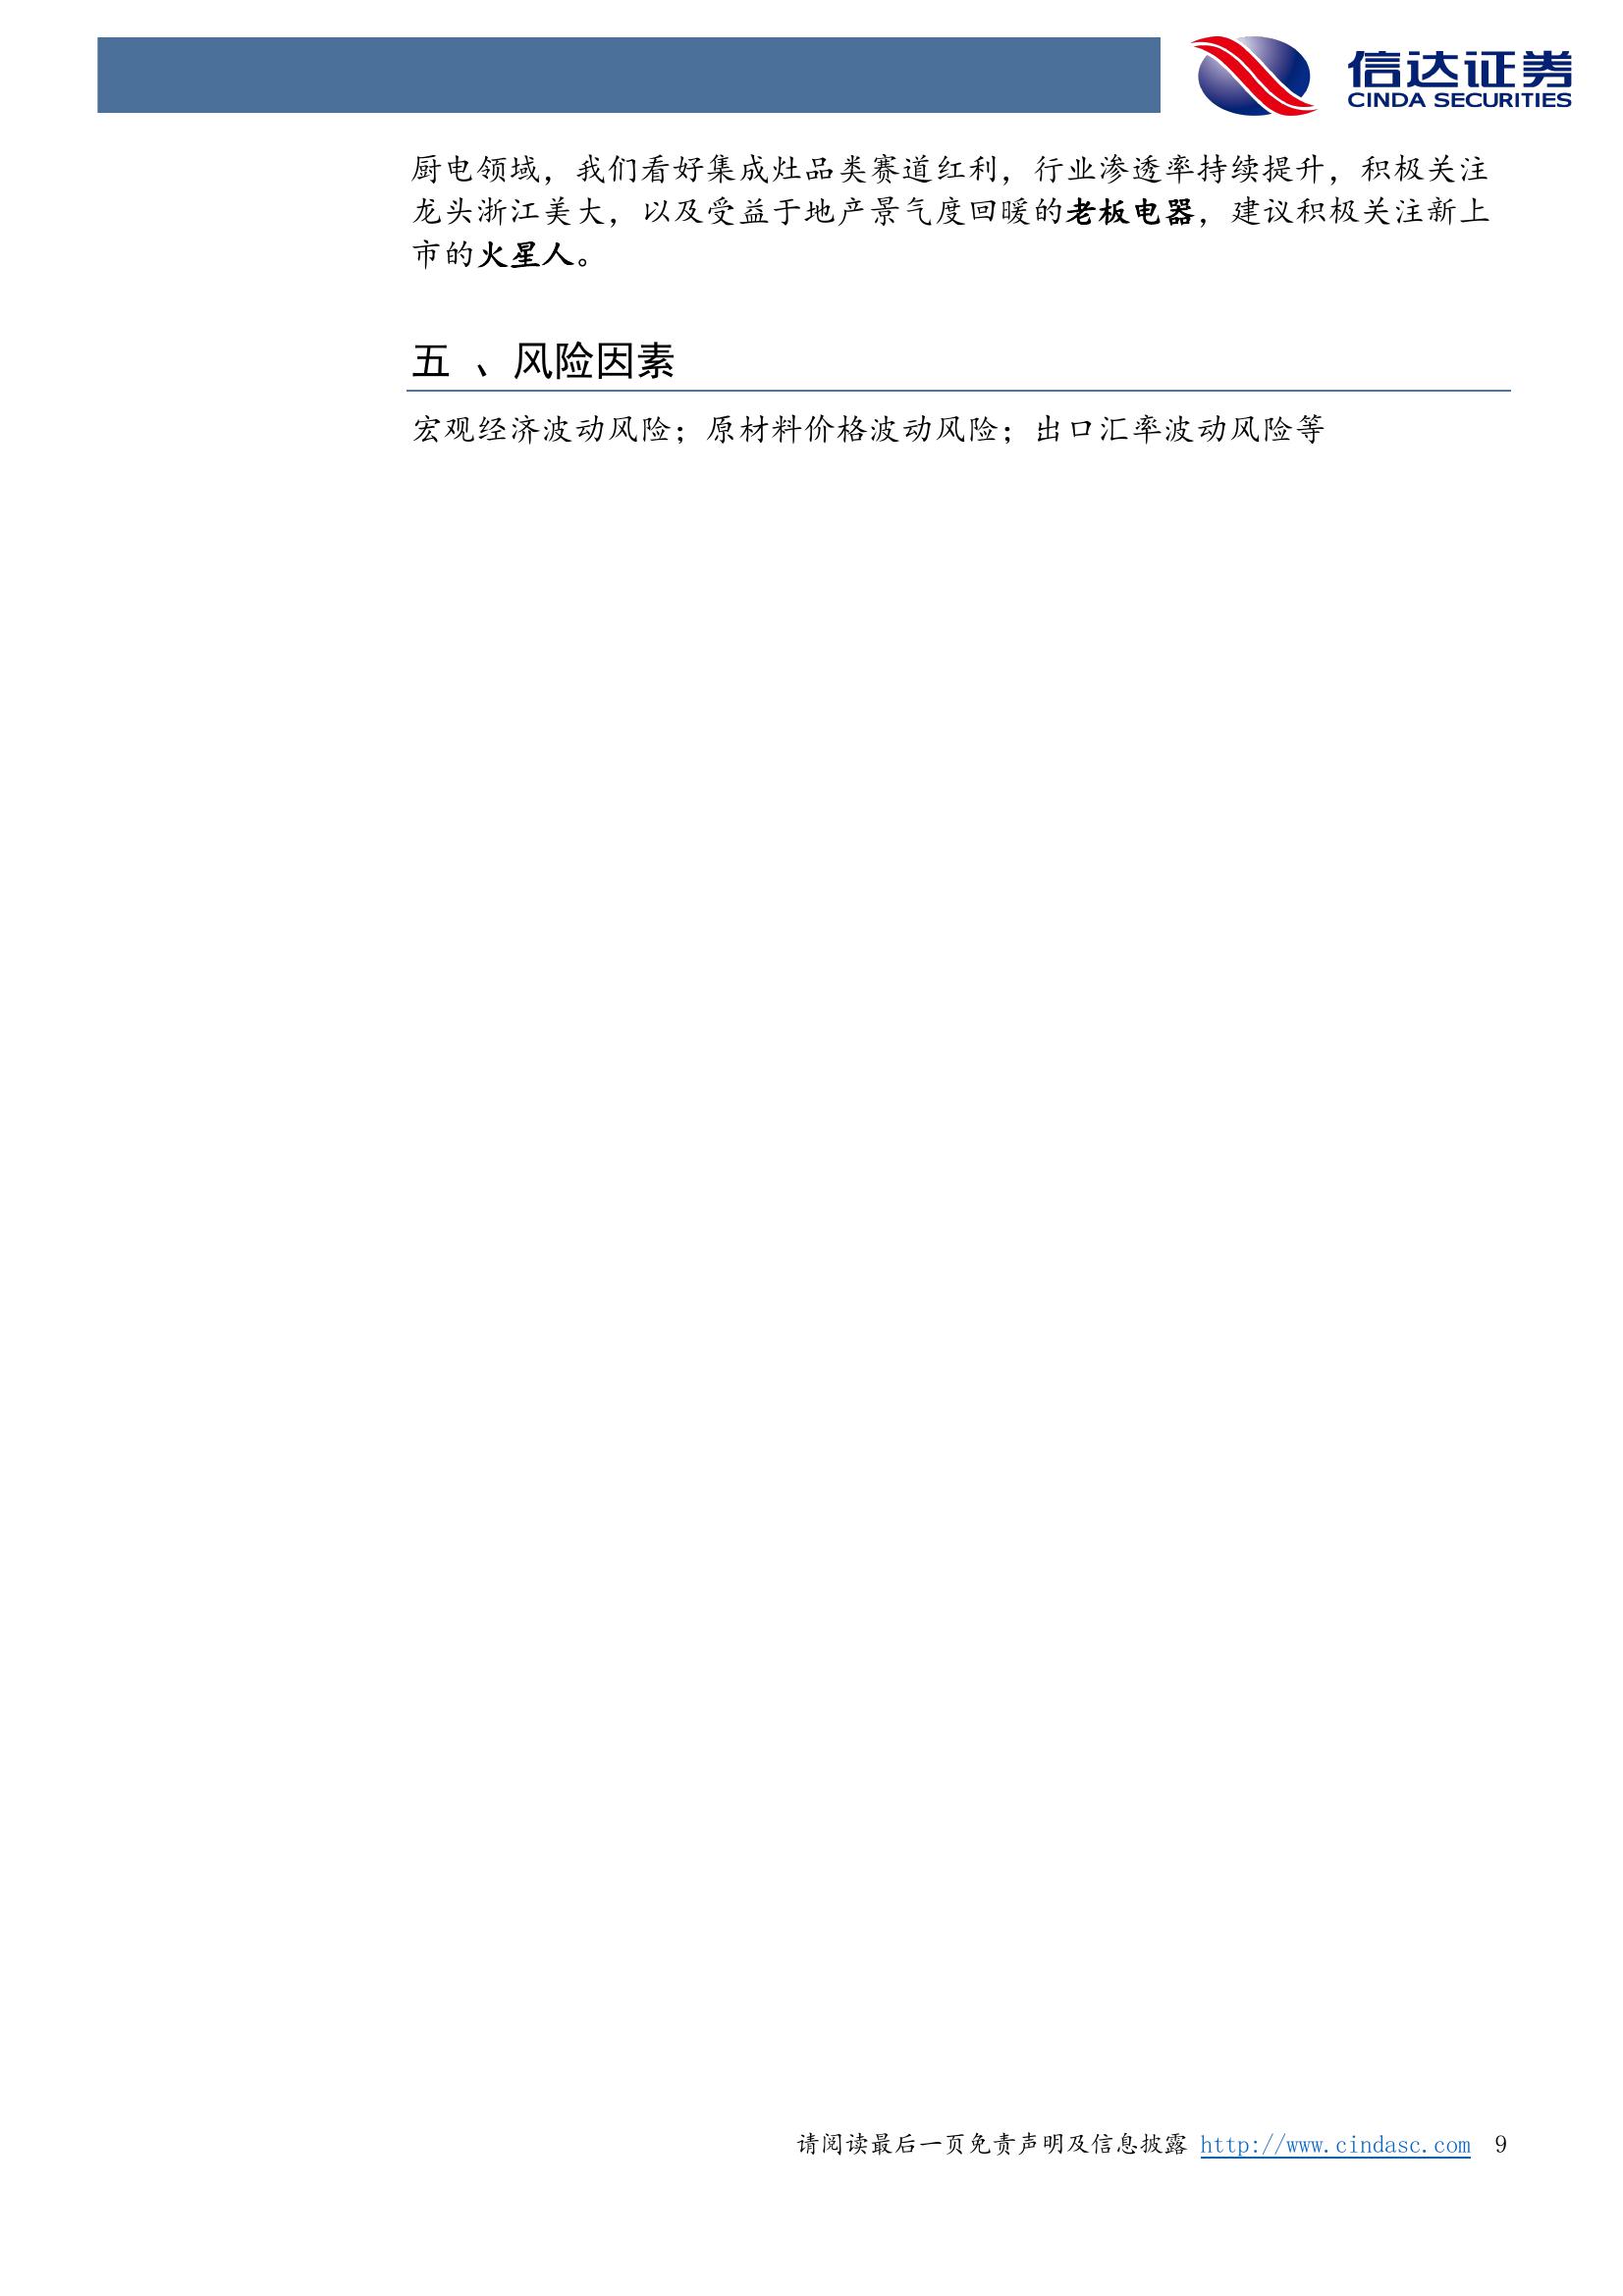 信达证券
CINDA SECURITIES
厨电领域，我们看好集成灶品类赛道红利，行业渗透率持续提升，积极关注
龙头浙江美大，以及受益于地产景气度回暖的老板电器，建议积极关注新上
市的火星人。
五 、风险因素
宏观经济波动风险；原材料价格波动风险；出口汇率波动风险等
请阅读最后一页免责声明及信息披露 http://www.cindasc.com 9